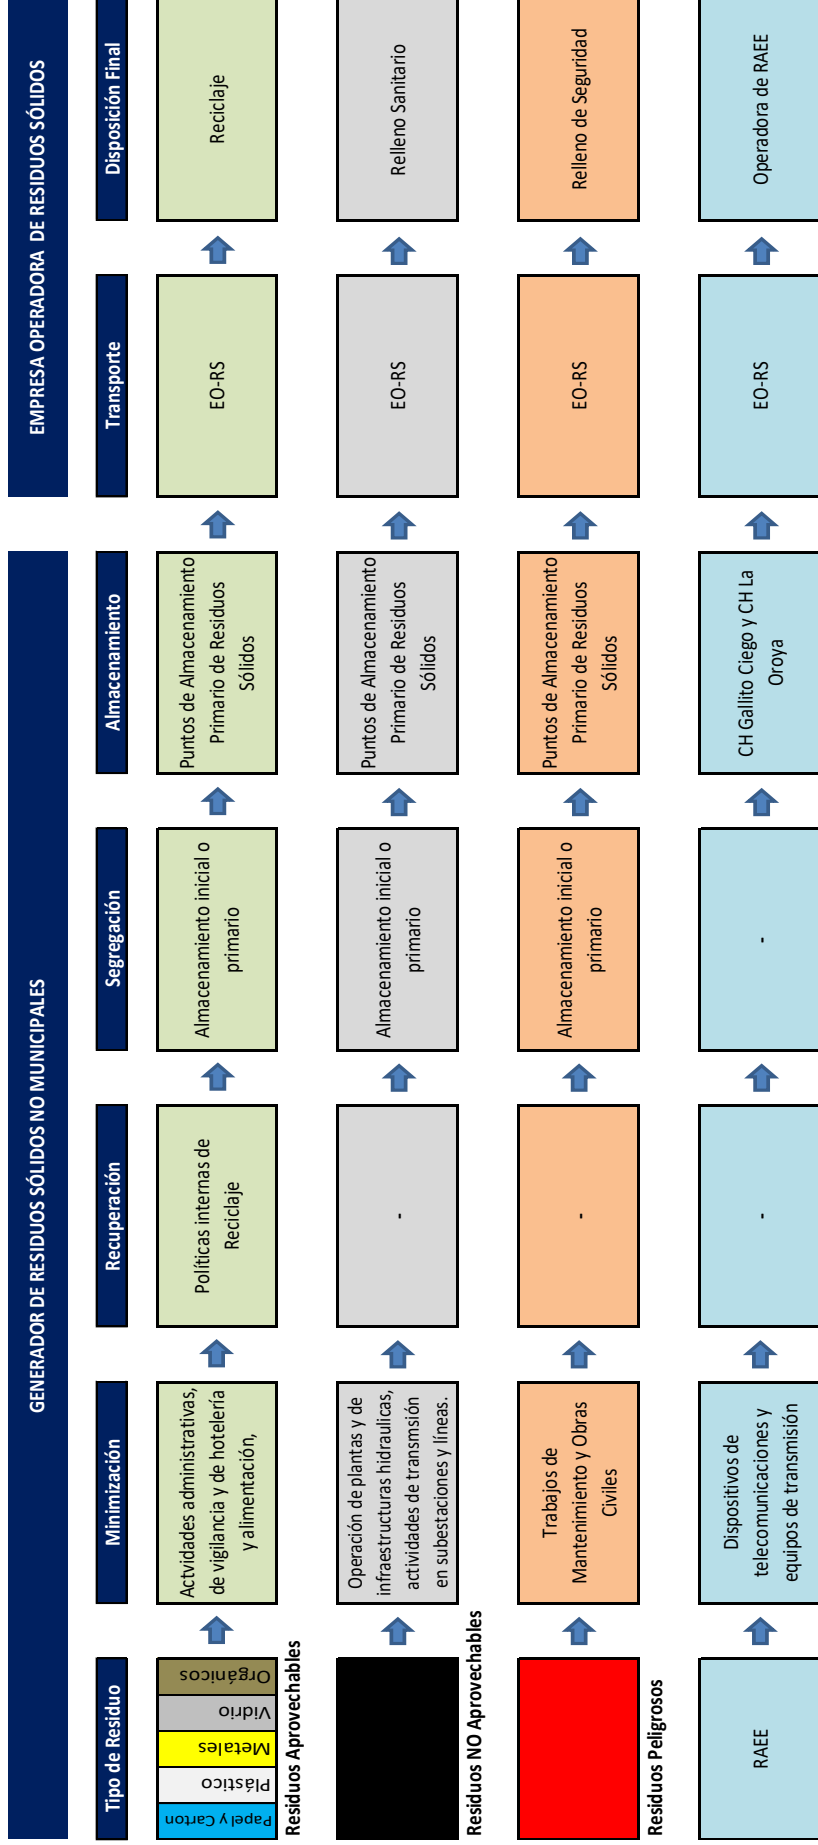 GENERADOR DE RESIDUOS SÓLIDOS NO MUNICIPALES
EMPRESA OPERADORA DE RESIDUOS SÓLIDOS
Tipo de Residuo
Minimización
Recuperación
Segregación
Almacenamiento
Transporte
Disposición Final
Papel y Carton
Plástico
Metales
Vidrio
Orgánicos
Residuos Aprovechables
Actvidades administrativas,
de vigilancia y de hotelería
y alimentación,
Políticas internas de
Reciclaje
Almacenamiento inicial o
primario
Puntos de Almacenamiento
Primario de Residuos
Sólidos
EO-RS
Reciclaje
Residuos NO Aprovechables
Operación de plantas y de
infraestructuras hidraulicas,
actividades de transmsión
en subestaciones y líneas.
-
Almacenamiento inicial o
primario
Puntos de Almacenamiento
Primario de Residuos
Sólidos
EO-RS
Relleno Sanitario
Residuos Peligrosos
Trabajos de
Mantenimiento y Obras
Civiles
-
Almacenamiento inicial o
primario
Puntos de Almacenamiento
Primario de Residuos
Sólidos
EO-RS
Relleno de Seguridad
RAEE
Dispositivos de
telecomunicaciones y
equipos de transmisión
-
-
CH Gallito Ciego y CH La
Oroya
EO-RS
Operadora de RAEE